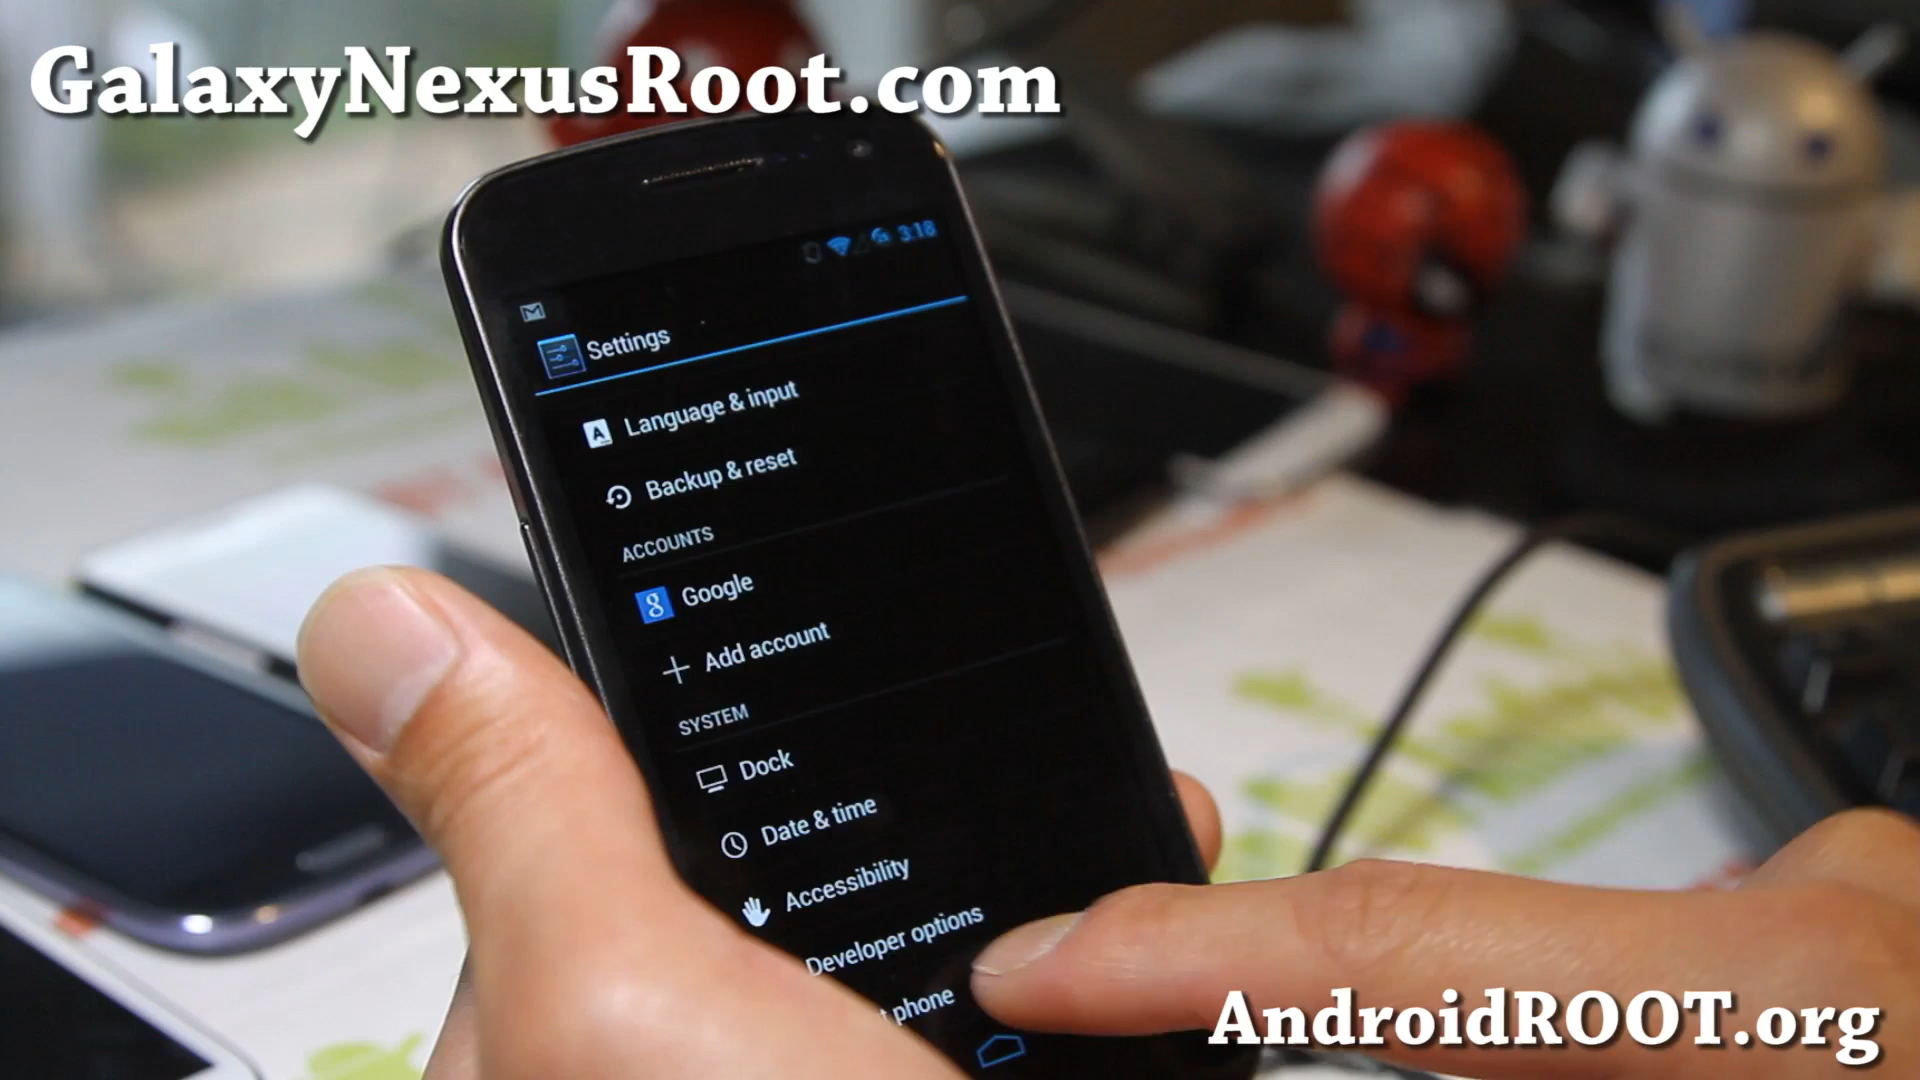 GalaxyNexusRoot.com
3:18
Settings
Language & input
Backup & reset
ACCOUNTS
Google
Add account
SYSTEM
Dock
Date & time
Accessibility
Developer options
phone
AndroidROOT.org